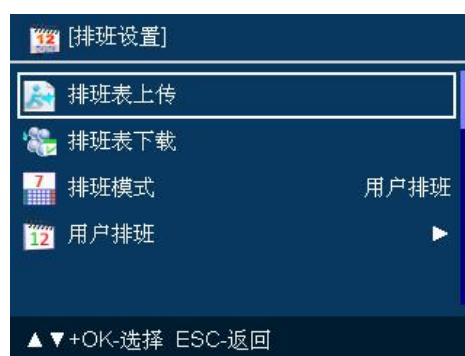 [排班设置]
排班表上传
排班表下载
排班模式 用户排班
用户排班 ▶
▲▼+OK-选择 ESC-返回